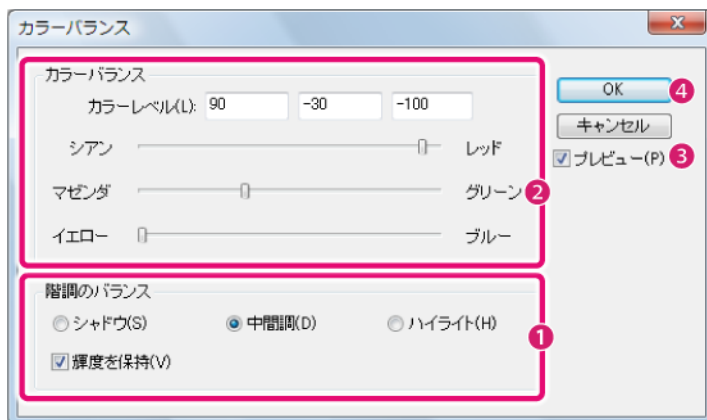 カラーバランス
カラーバランス
カラーレベル(L): 90 -30 -100
シアン レッド
マゼンダ グリーン 2
イエロー ブルー
OK 4
キャンセル
プレビュー(P) 3
階調のバランス
シャドウ(S) 中間調(D) ハイライト(H)
1
輝度を保持(V)